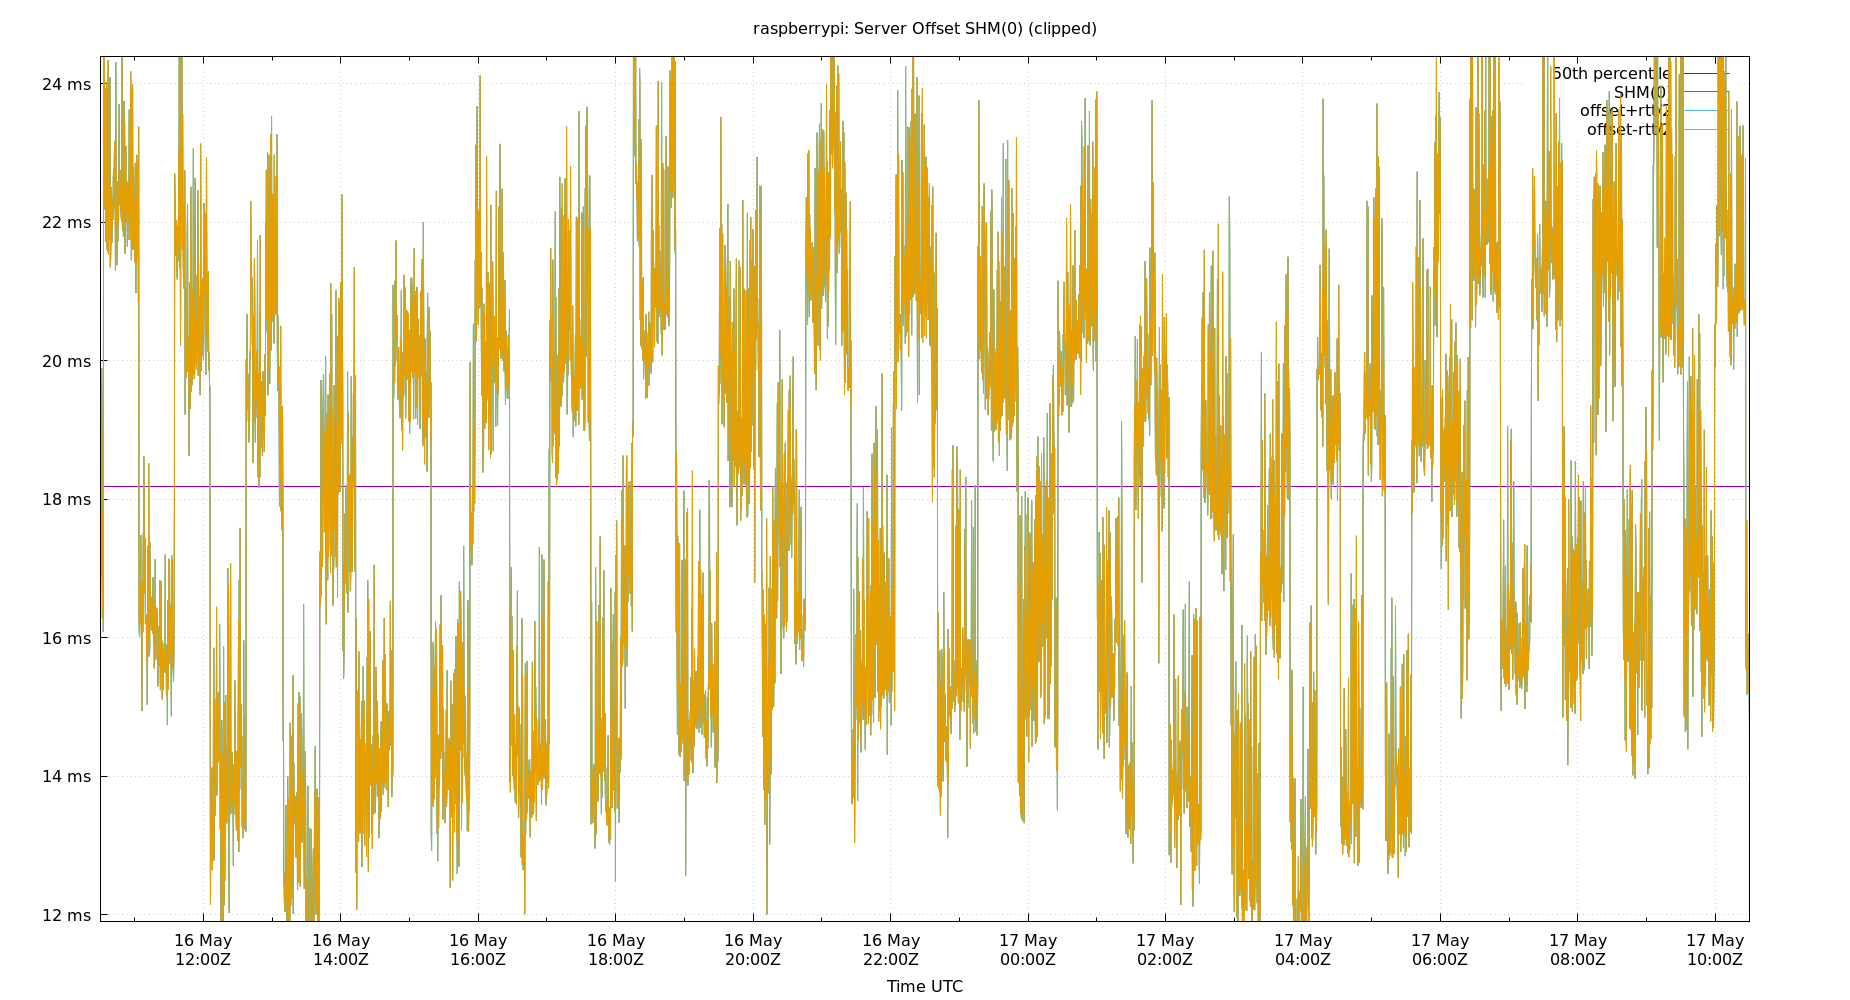 raspberrypi: Server Offset SHM(0) (clipped)
24 ms
22 ms
20 ms
18 ms
16 ms
14 ms
12 ms
50th percentile
SHM(0)
offset+rtt/2
offset-rtt/2
16 May 16 May 16 May 16 May 16 May 16 May 17 May 17 May 17 May 17 May 17 May 17 May
12:00Z 14:00Z 16:00Z 18:00Z 20:00Z 22:00Z 00:00Z 02:00Z 04:00Z 06:00Z 08:00Z 10:00Z
Time UTC